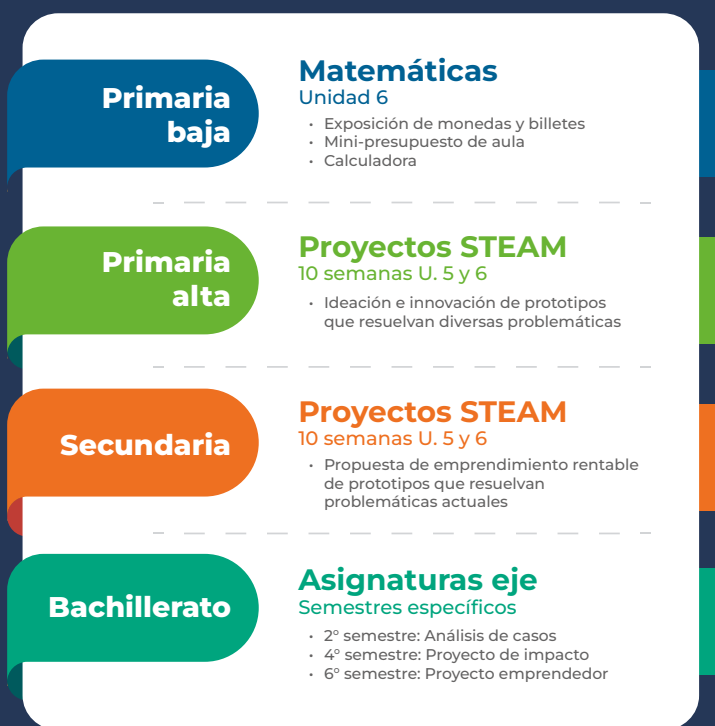 Primaria
baja
Matemáticas
Unidad 6
· Exposición de monedas y billetes
· Mini-presupuesto de aula
· Calculadora
Primaria
alta
Proyectos STEAM
10 semanas U. 5 y 6
· Ideación e innovación de prototipos
que resuelvan diversas problemáticas
Secundaria
Proyectos STEAM
10 semanas U. 5 y 6
· Propuesta de emprendimiento rentable
de prototipos que resuelvan
problemáticas actuales
Bachillerato
Asignaturas eje
Semestres específicos
· 2° semestre: Análisis de casos
· 4° semestre: Proyecto de impacto
· 6° semestre: Proyecto emprendedor